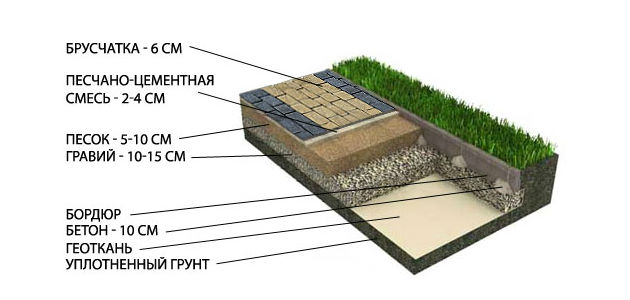 БРУСЧАТКА - 6 СМ
ПЕСЧАНО-ЦЕМЕНТНАЯ
СМЕСЬ - 2-4 СМ
ПЕСОК - 5-10 СМ
ГРАВИЙ - 10-15 СМ
БОРДЮР
БЕТОН - 10 СМ
ГЕОТКАНЬ
УПЛОТНЕННЫЙ ГРУНТ